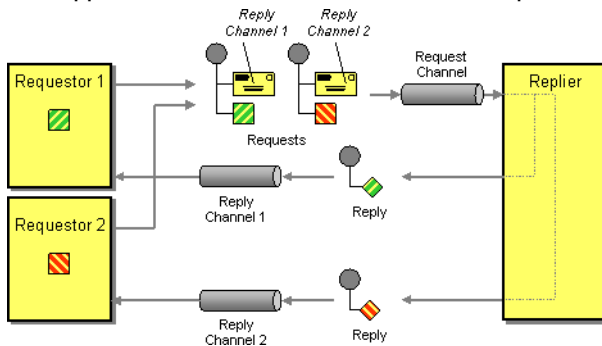 Reply
Channel 1
Reply
Channel 2
Request
Channel
Requestor 1
Replier
Requests
Reply
Channel 1
Reply
Requestor 2
Reply
Channel 2
Reply